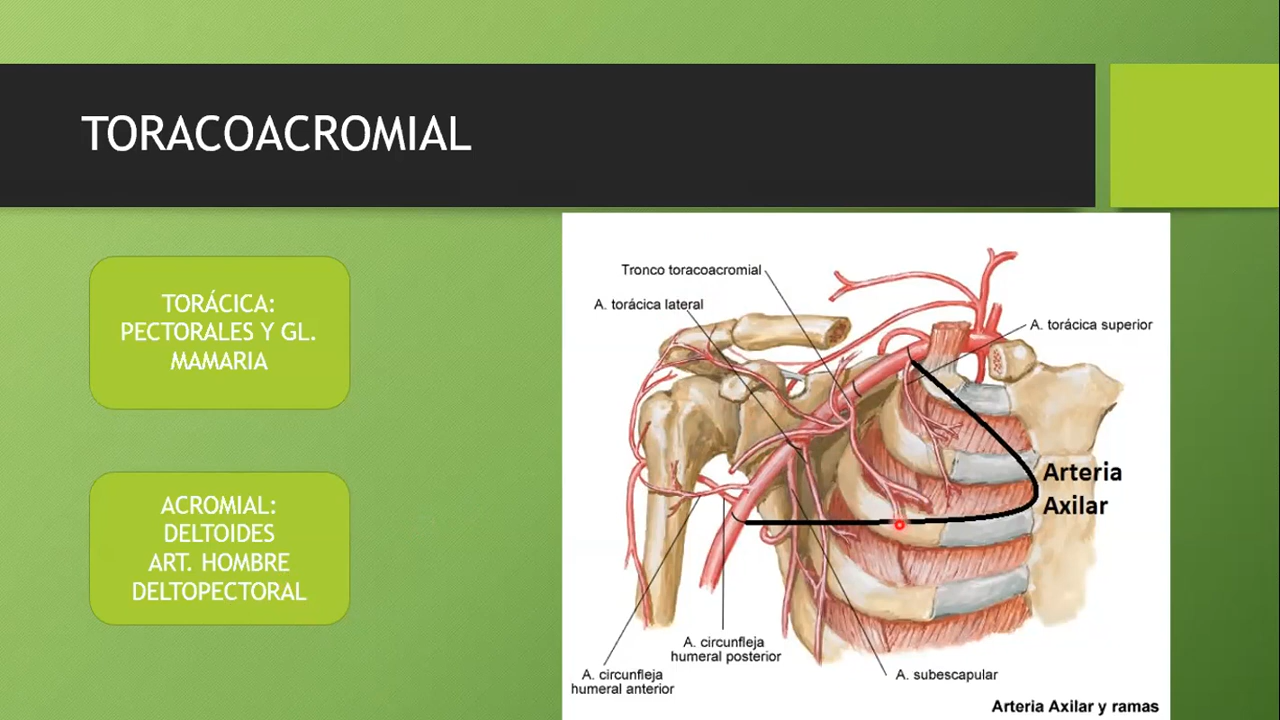 TORACOACROMIAL
TORÁCICA:
PECTORALES Y GL.
MAMARIA
ACROMIAL:
DELTOIDES
ART. HOMBRE
DELTOPECTORAL
Tronco toracoacromial
A. torácica lateral
A. torácica superior
Arteria
Axilar
A. circunfleja
humeral posterior
A. circunfleja
humeral anterior
A. subescapular
Arteria Axilar y ramas